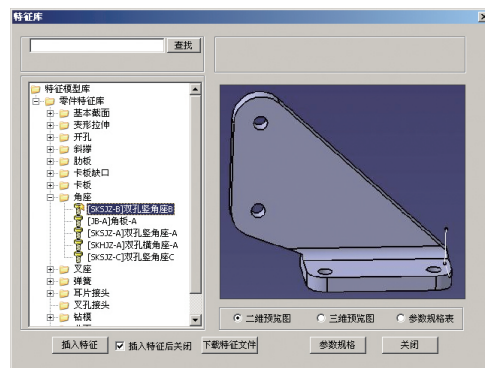 特征库
查找
特征模型库
零件特征库
基本截面
变形拉伸
开孔
斜撑
肋板
卡板缺口
卡板
角座
[SKSJZ-B]双孔竖角座B
[JB-A]角板-A
[SKSJZ-A]双孔竖角座-A
[SKHJZ-A]双孔横角座-A
[SKSJZ-C]双孔竖角座C
叉座
弹簧
耳片接头
叉孔接头
钻模
二维预览图 三维预览图 参数规格表
插入特征 插入特征后关闭 下载特征文件 参数规格 关闭